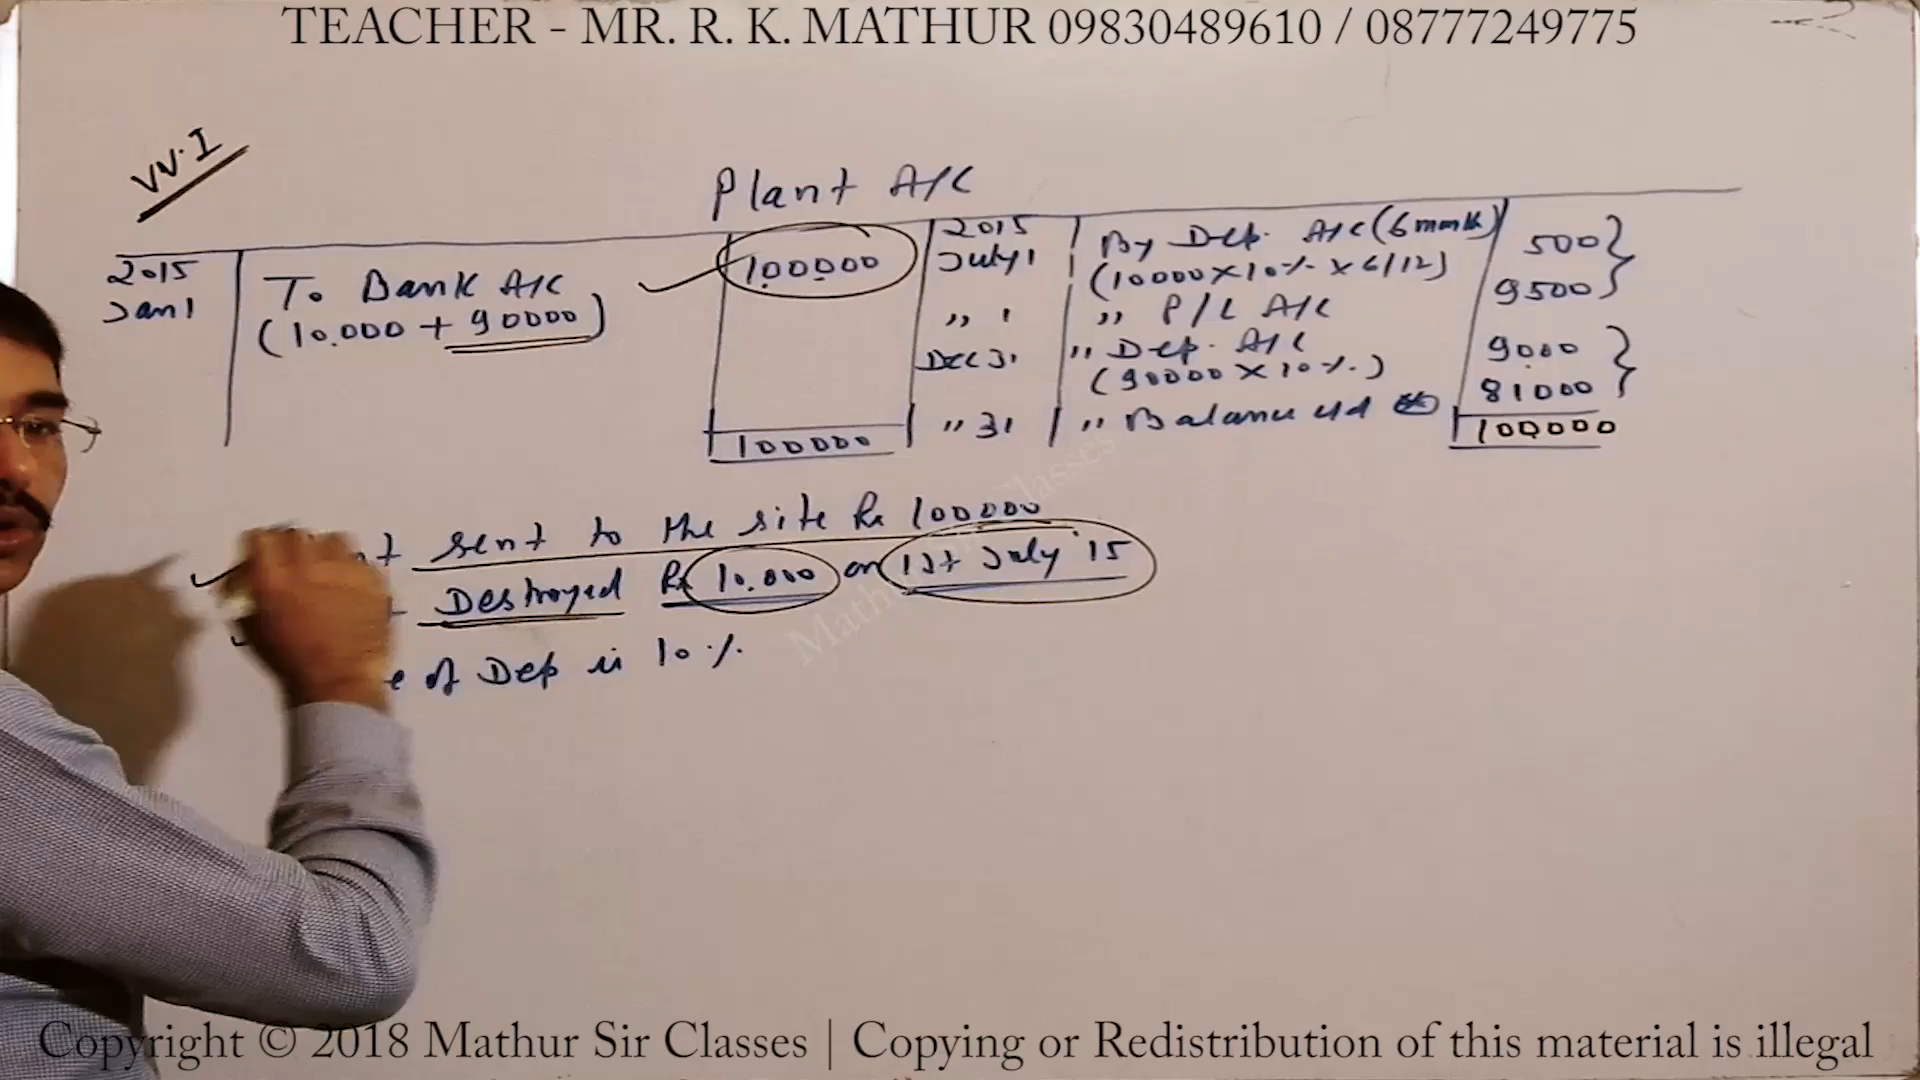 TEACHER - MR. R. K. MATHUR 09830489610 / 08777249775
VV.I
Plant A/C
2015
Jan 1
To Bank A/C
(10.000 + 90000)
100000
100000
2015
July 1
,, 1
Dec 31
,, 31
By Dep. A/C (6 month)
(10000 × 10% × 6/12)
,, P/L A/C
,, Dep. A/C
(90000 × 10%)
,, Balance c/d
500
9500
9000
81000
100000
sent to the site Rs 100000
Destroyed Rs 10.000 on 1st July '15
of Dep is 10%
Mathur Classes
Copyright © 2018 Mathur Sir Classes | Copying or Redistribution of this material is illegal